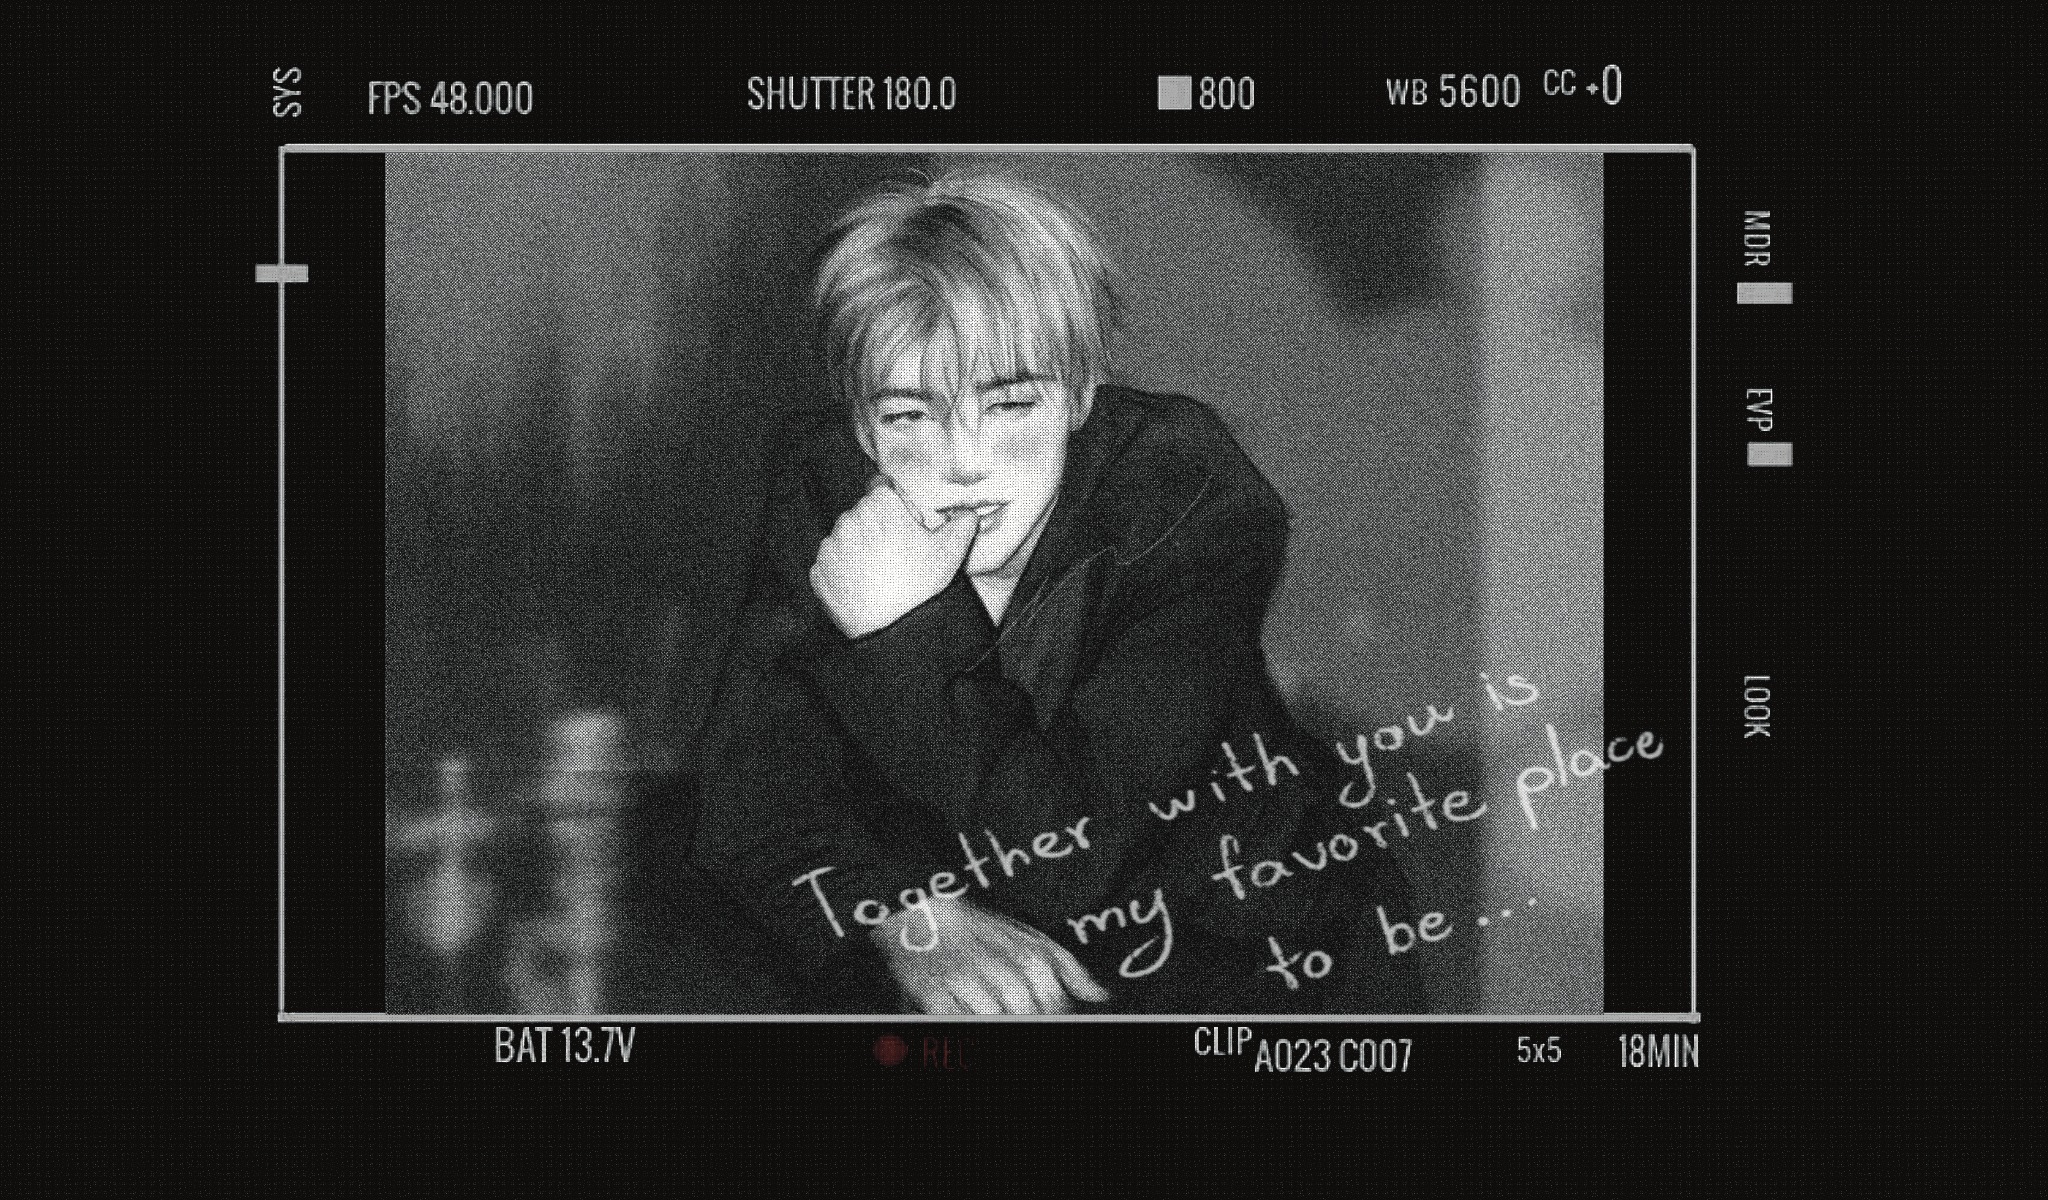 SYS
FPS 48.000
SHUTTER 180.0
800
WB 5600
CC +0
MDR
EVP
LOOK
Together with you is
my favorite place
to be...
BAT 13.7V
REC
CLIP A023 C007
5x5
18MIN